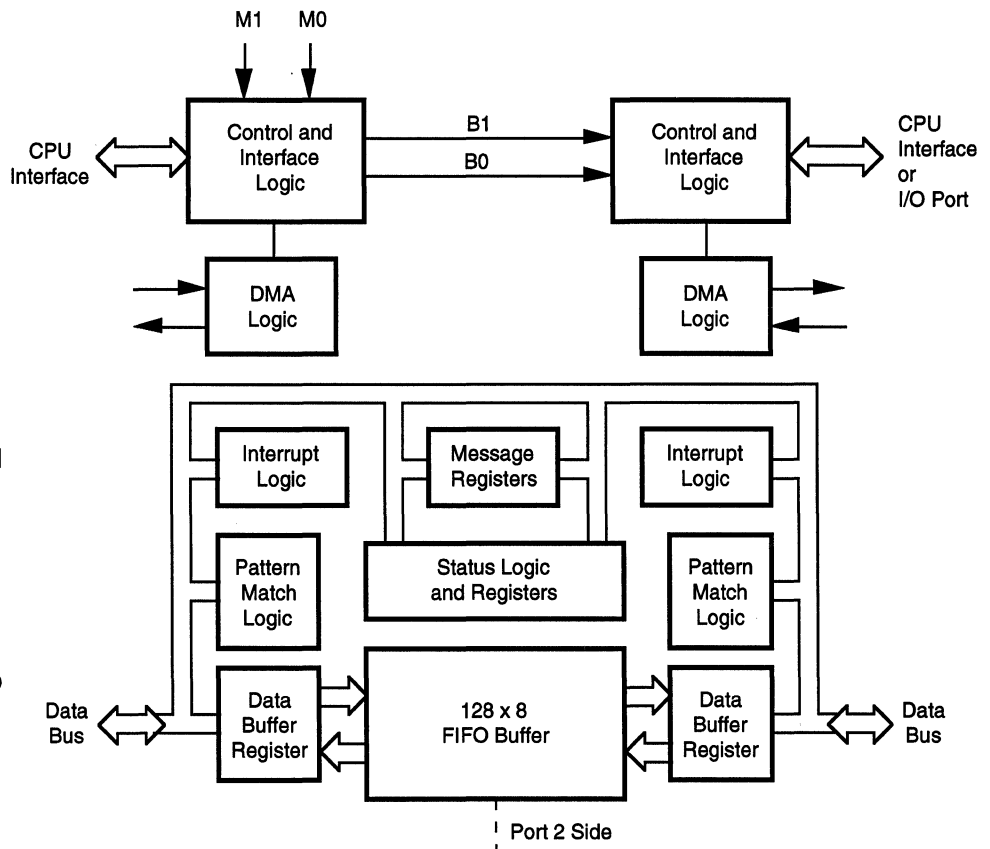 M1 M0
Control and
Interface
Logic
B1
B0
Control and
Interface
Logic
CPU
Interface
CPU
Interface
or
I/O Port
DMA
Logic
DMA
Logic
Interrupt
Logic
Message
Registers
Interrupt
Logic
Pattern
Match
Logic
Status Logic
and Registers
Pattern
Match
Logic
Data
Bus
Data
Buffer
Register
128 x 8
FIFO Buffer
Data
Buffer
Register
Data
Bus
Port 2 Side